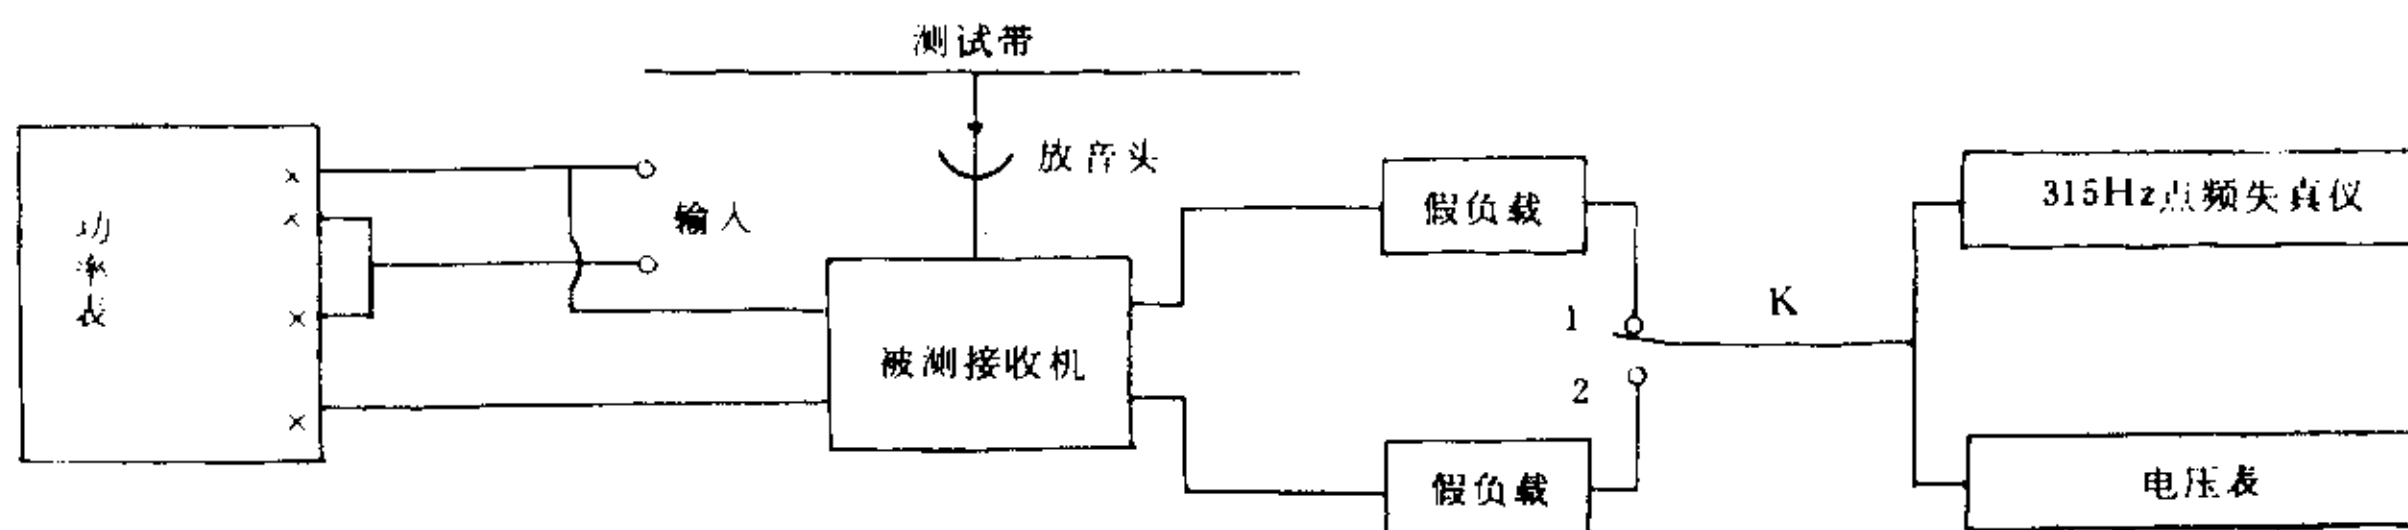 测试带
放音头
功率表
输入
被测接收机
假负载
1
K
2
假负载
315Hz点频失真仪
电压表